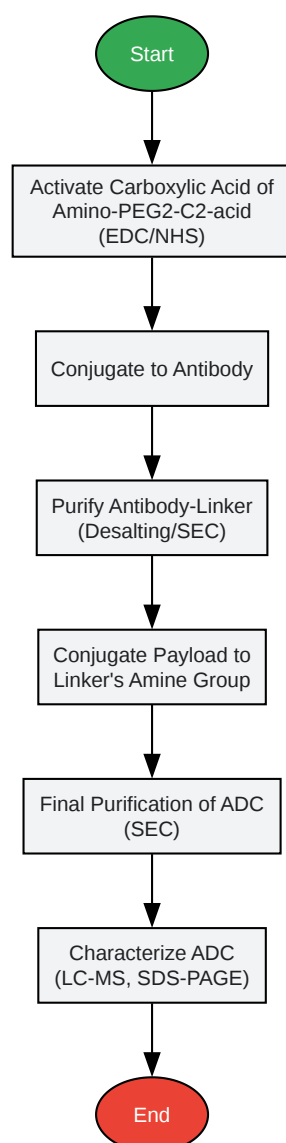 Start
Activate Carboxylic Acid of
Amino-PEG2-C2-acid
(EDC/NHS)
Conjugate to Antibody
Purify Antibody-Linker
(Desalting/SEC)
Conjugate Payload to
Linker's Amine Group
Final Purification of ADC
(SEC)
Characterize ADC
(LC-MS, SDS-PAGE)
End